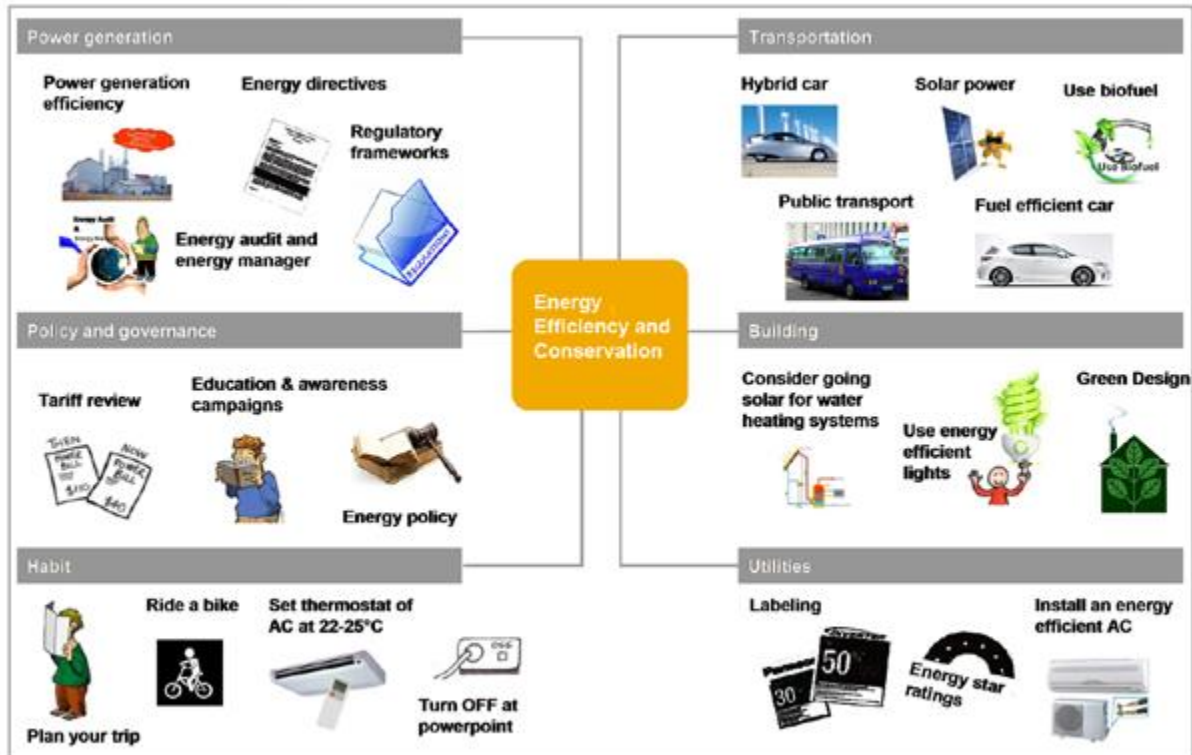 Power generation
Power generation
efficiency
Energy directives
Regulatory
frameworks
Energy audit and
energy manager
REGULATIONS
Policy and governance
Tariff review
THEN
POWER
BILL
$110
NOW
POWER
BILL
$40
Education & awareness
campaigns
Energy policy
Habit
Plan your trip
Ride a bike
Set thermostat of
AC at 22-25°C
Turn OFF at
powerpoint
Energy
Efficiency and
Conservation
Transportation
Hybrid car
Solar power
Use biofuel
Use Biofuel
Public transport
Fuel efficient car
Building
Consider going
solar for water
heating systems
Use energy
efficient
lights
Green Design
Utilities
Labeling
30
50%
Energy star
ratings
Install an energy
efficient AC